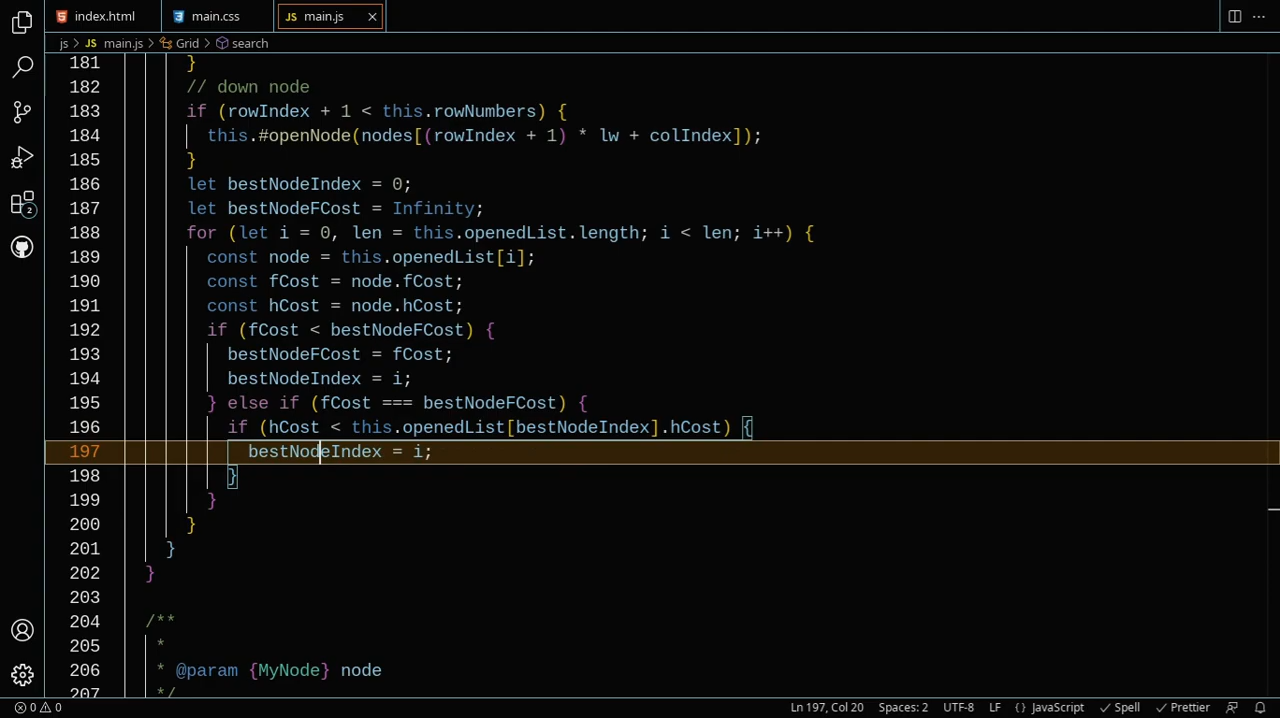 index.html
main.css
JS main.js
js > JS main.js > Grid > search
181 }
182 // down node
183 if (rowIndex + 1 < this.rowNumbers) {
184 this.#openNode(nodes[(rowIndex + 1) * lw + colIndex]);
185 }
186 let bestNodeIndex = 0;
187 let bestNodeFCost = Infinity;
188 for (let i = 0, len = this.openedList.length; i < len; i++) {
189 const node = this.openedList[i];
190 const fCost = node.fCost;
191 const hCost = node.hCost;
192 if (fCost < bestNodeFCost) {
193 bestNodeFCost = fCost;
194 bestNodeIndex = i;
195 } else if (fCost === bestNodeFCost) {
196 if (hCost < this.openedList[bestNodeIndex].hCost) {
197 bestNodeIndex = i;
198 }
199 }
200 }
201 }
202 }
203
204 /**
205 *
206 * @param {MyNode} node
207 */
2
0 0
Ln 197, Col 20
Spaces: 2
UTF-8
LF
{} JavaScript
Spell
Prettier